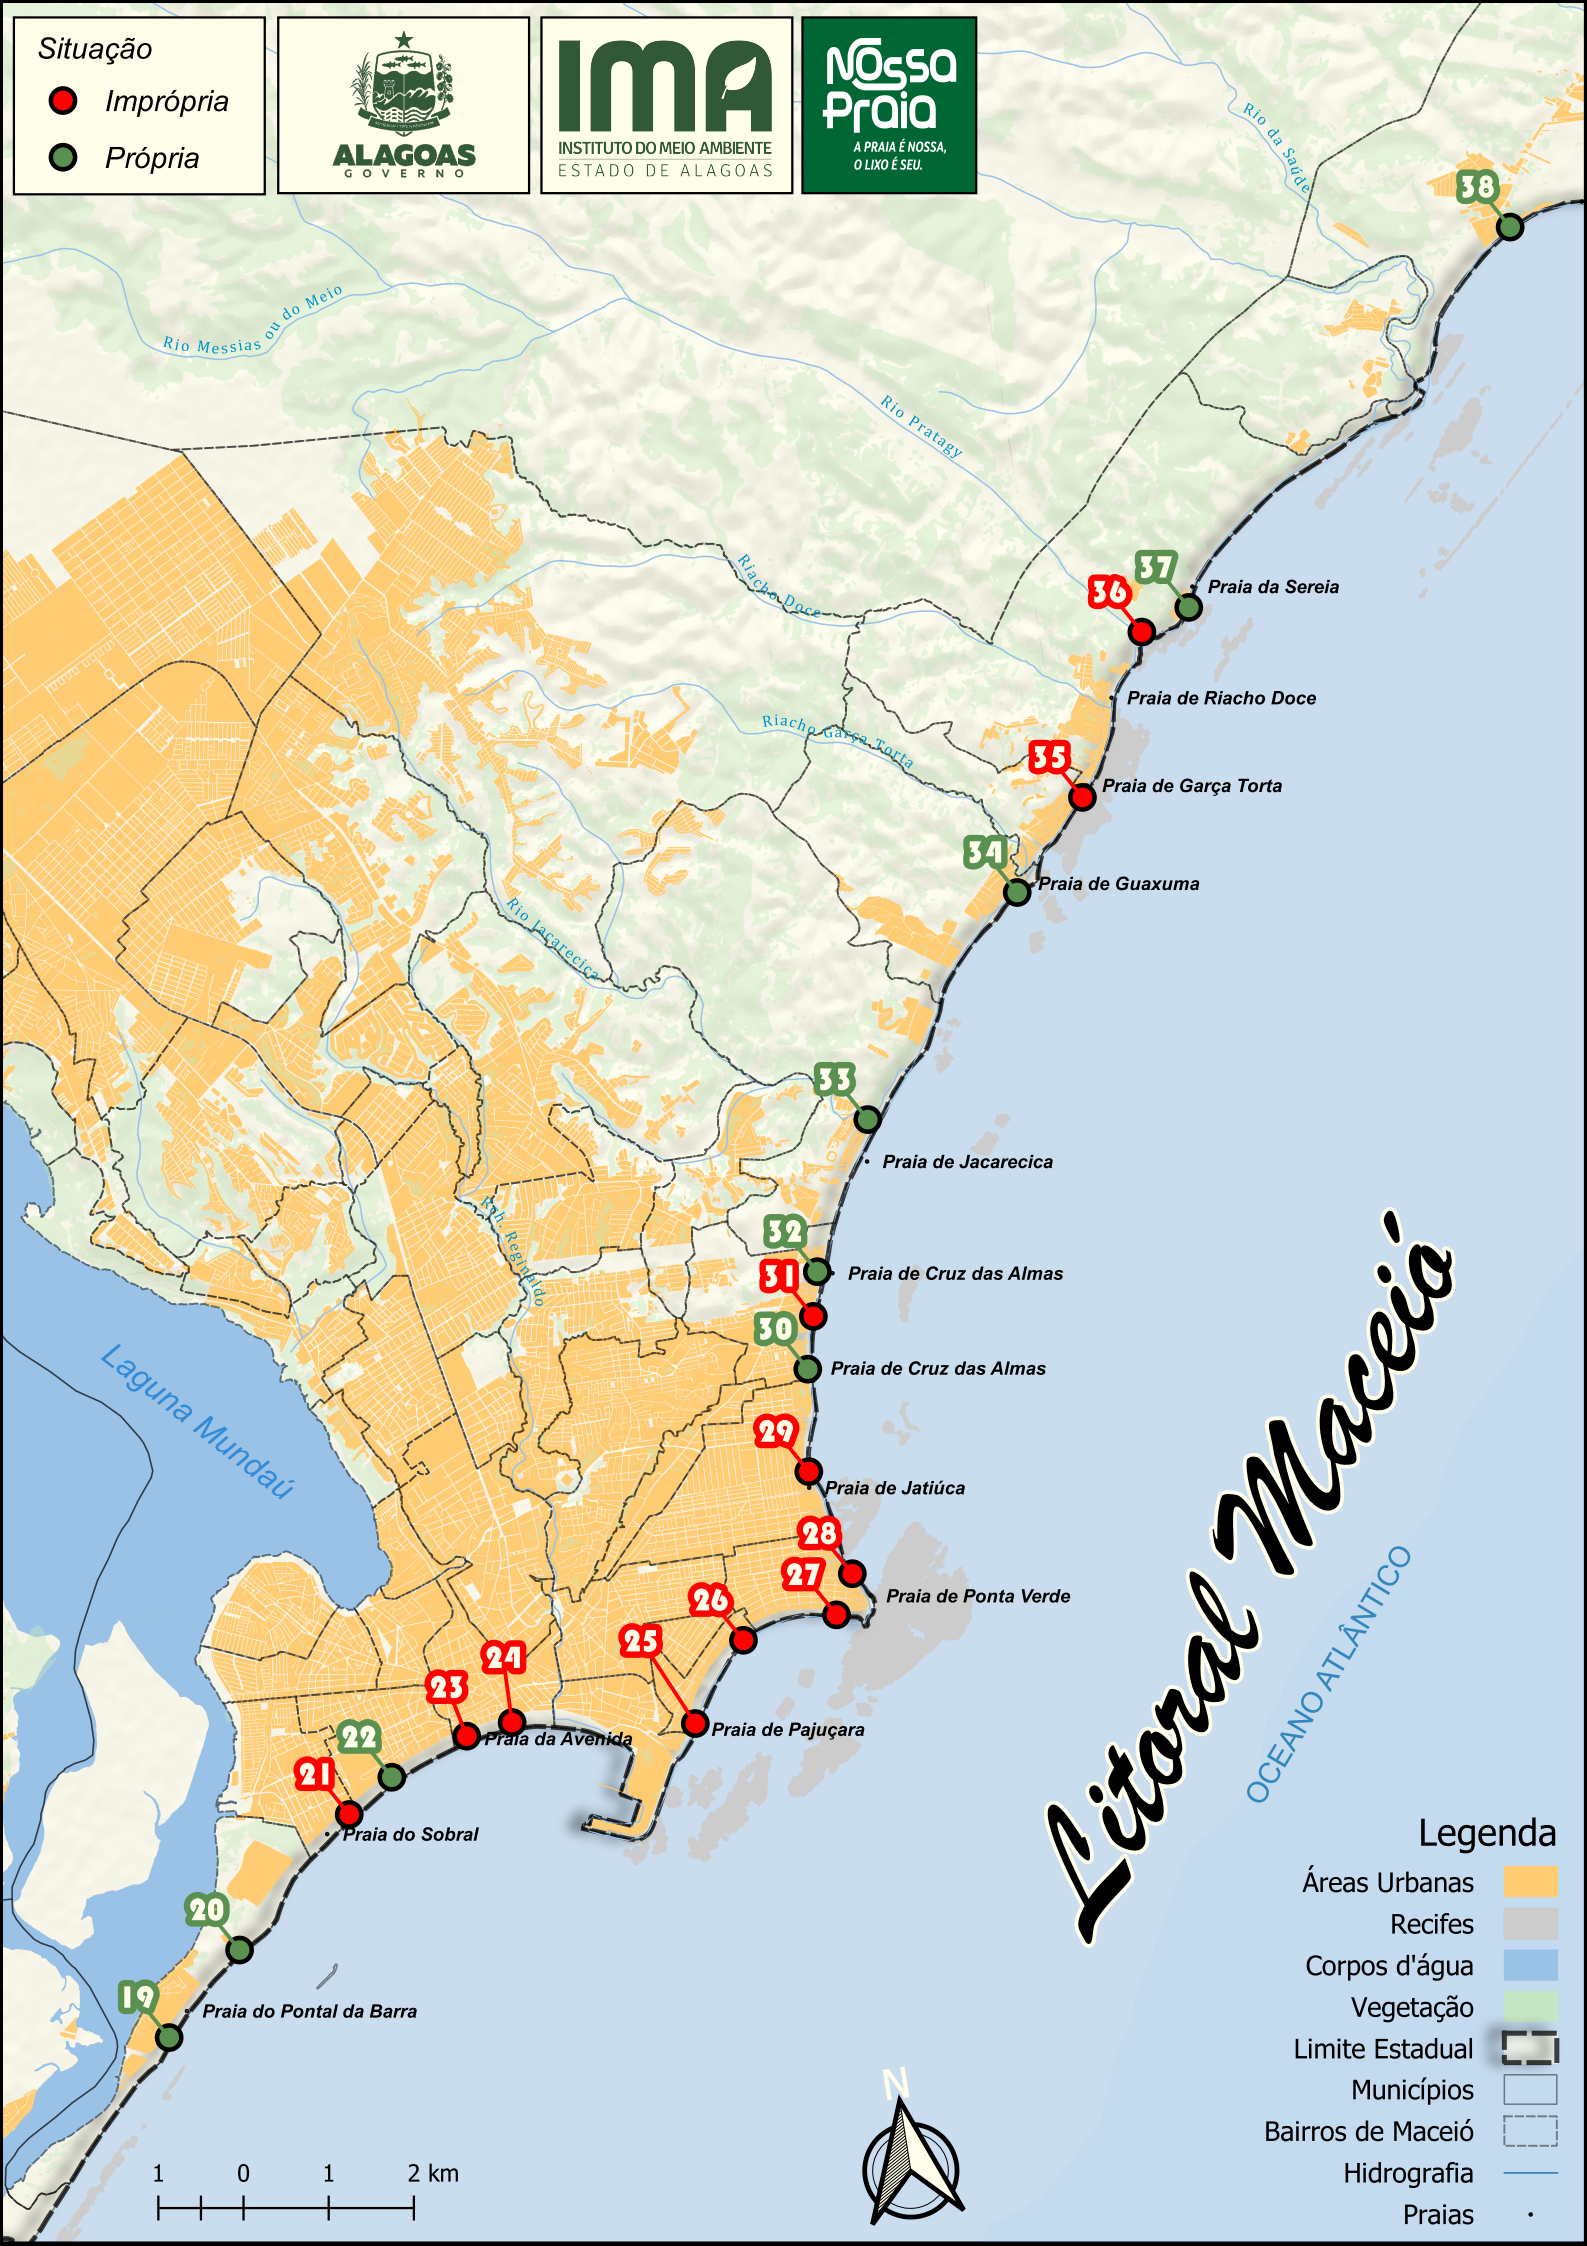 Situação
Imprópria
Própria
ALAGOAS
GOVERNO
IMA
INSTITUTO DO MEIO AMBIENTE
ESTADO DE ALAGOAS
Nossa
Praia
A PRAIA É NOSSA,
O LIXO É SEU.
Rio da Saúde
38
Rio Messias ou do Meio
Rio Pratagy
Riacho Doce
37
36
Praia da Sereia
Praia de Riacho Doce
Riacho Garça Torta
35
Praia de Garça Torta
34
Praia de Guaxuma
Rio Jacarecica
33
Praia de Jacarecica
Rch. Reginaldo
32
31
Praia de Cruz das Almas
30
Praia de Cruz das Almas
Laguna Mundaú
29
Praia de Jatiúca
28
27
Praia de Ponta Verde
26
25
24
23
Praia de Pajuçara
Praia da Avenida
22
21
Praia do Sobral
20
19
Praia do Pontal da Barra
Litoral Maceió
OCEANO ATLÂNTICO
Legenda
Áreas Urbanas
Recifes
Corpos d'água
Vegetação
Limite Estadual
Municípios
Bairros de Maceió
Hidrografia
Praias
N
1 0 1 2 km